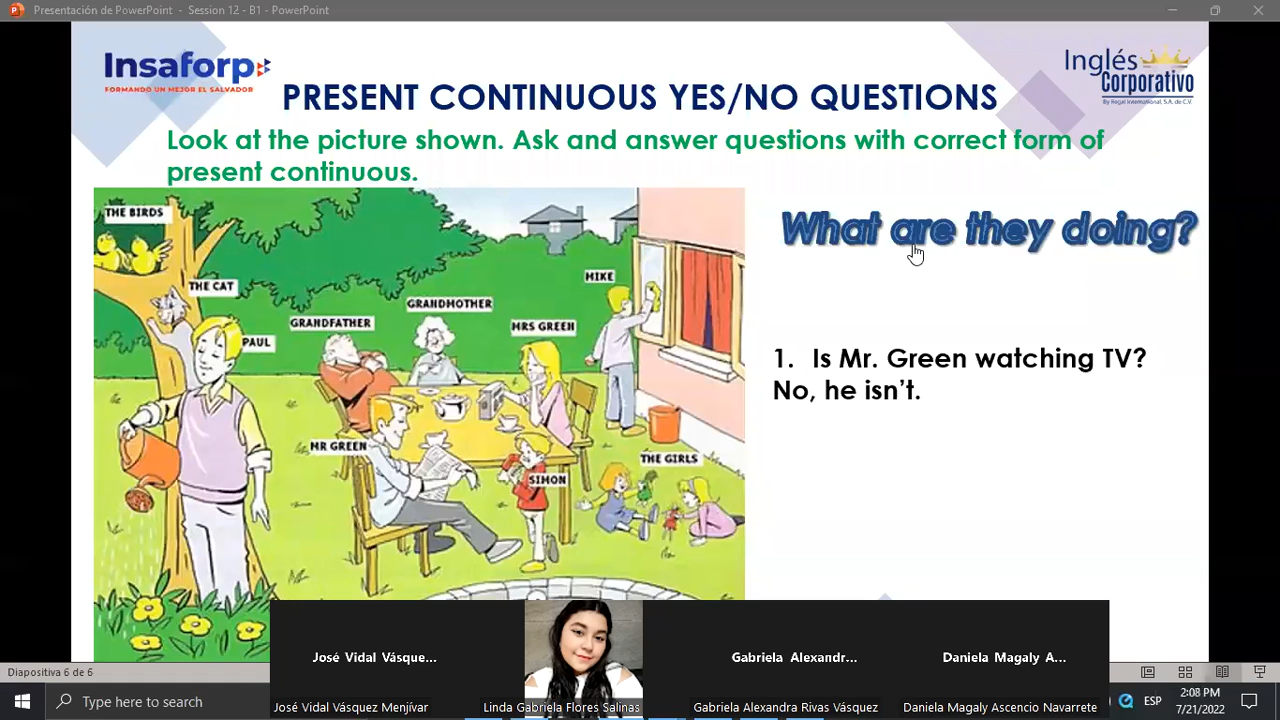 Presentación de PowerPoint - Session 12 - B1 - PowerPoint
Insaforp
FORMANDO UN MEJOR EL SALVADOR
Inglés
Corporativo
By Regal International, S.A. de C.V.
PRESENT CONTINUOUS YES/NO QUESTIONS
Look at the picture shown. Ask and answer questions with correct form of
present continuous.
What are they doing?
THE BIRDS
THE CAT
PAUL
GRANDFATHER
GRANDMOTHER
MRS GREEN
MIKE
MR GREEN
SIMON
THE GIRLS
1. Is Mr. Green watching TV?
No, he isn't.
José Vidal Vásque...
Gabriela Alexandr...
Daniela Magaly A...
José Vidal Vásquez Menjívar
Linda Gabriela Flores Salinas
Gabriela Alexandra Rivas Vásquez
Daniela Magaly Ascencio Navarrete
Diapositiva 6 de 6
Type here to search
ESP
2:08 PM
7/21/2022